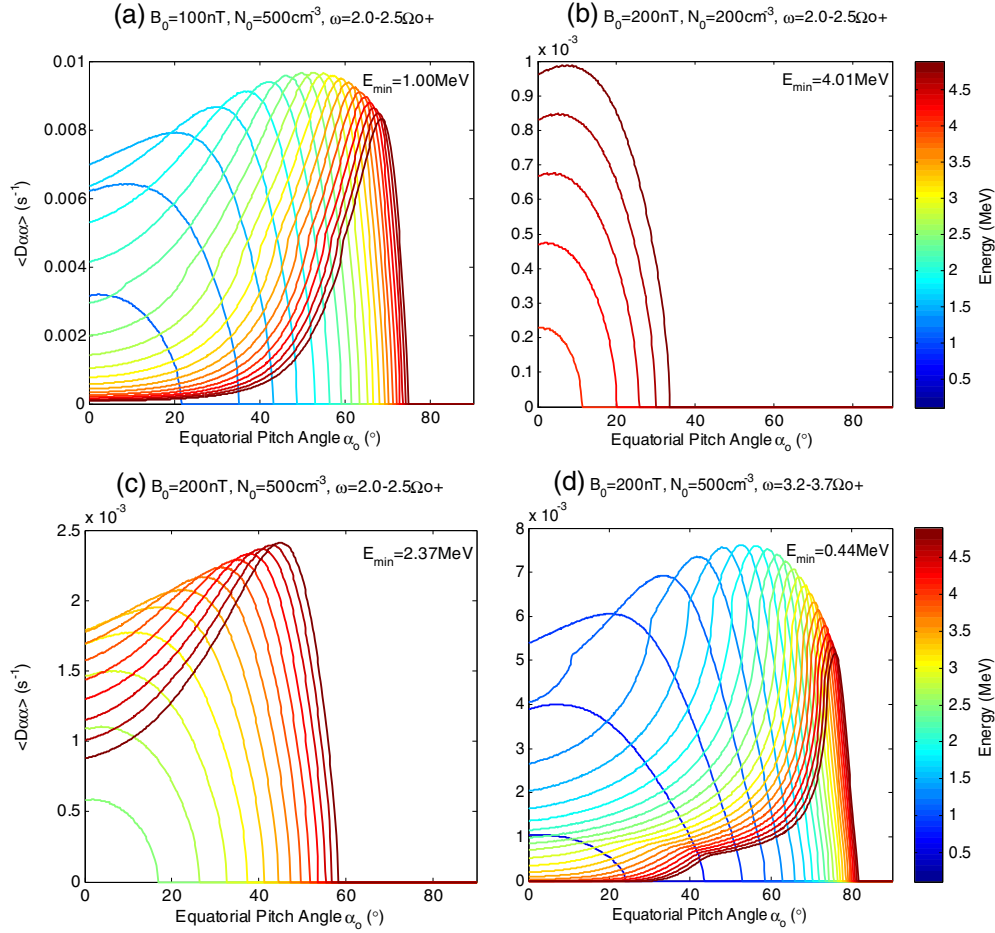 (a) B₀=100nT, N₀=500cm⁻³, ω=2.0-2.5Ωo+
E_min=1.00MeV
0.01
0.008
0.006
0.004
0.002
0
<Dαα> (s⁻¹)
0 20 40 60 80
Equatorial Pitch Angle α₀ (°)
(b) B₀=200nT, N₀=200cm⁻³, ω=2.0-2.5Ωo+
x 10⁻³
E_min=4.01MeV
1
0.9
0.8
0.7
0.6
0.5
0.4
0.3
0.2
0.1
0
0 20 40 60 80
Equatorial Pitch Angle α₀ (°)
4.5
4
3.5
3
2.5
2
1.5
1
0.5
Energy (MeV)
(c) B₀=200nT, N₀=500cm⁻³, ω=2.0-2.5Ωo+
x 10⁻³
E_min=2.37MeV
2.5
2
1.5
1
0.5
0
<Dαα> (s⁻¹)
0 20 40 60 80
Equatorial Pitch Angle α₀ (°)
(d) B₀=200nT, N₀=500cm⁻³, ω=3.2-3.7Ωo+
x 10⁻³
E_min=0.44MeV
8
7
6
5
4
3
2
1
0
0 20 40 60 80
Equatorial Pitch Angle α₀ (°)
4.5
4
3.5
3
2.5
2
1.5
1
0.5
Energy (MeV)